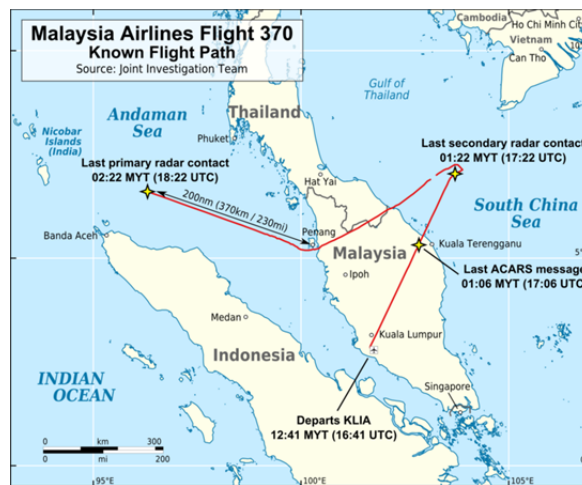 Malaysia Airlines Flight 370
Known Flight Path
Source: Joint Investigation Team
Cambodia
Ho Chi Minh City
Vietnam
Can Tho
Gulf of
Thailand
Andaman
Sea
Thailand
Nicobar
Islands
(India)
Phuket
Last secondary radar contact
01:22 MYT (17:22 UTC)
Last primary radar contact
02:22 MYT (18:22 UTC)
Hat Yai
200nm (370km / 230mi)
South China
Sea
Penang
Banda Aceh
Malaysia
Kuala Terengganu
Ipoh
Last ACARS message
01:06 MYT (17:06 UTC)
5°
Medan
Kuala Lumpur
Indonesia
INDIAN
OCEAN
Singapore
Departs KLIA
12:41 MYT (16:41 UTC)
0 km 300
0 mi 200
95°E
100°E
105°E